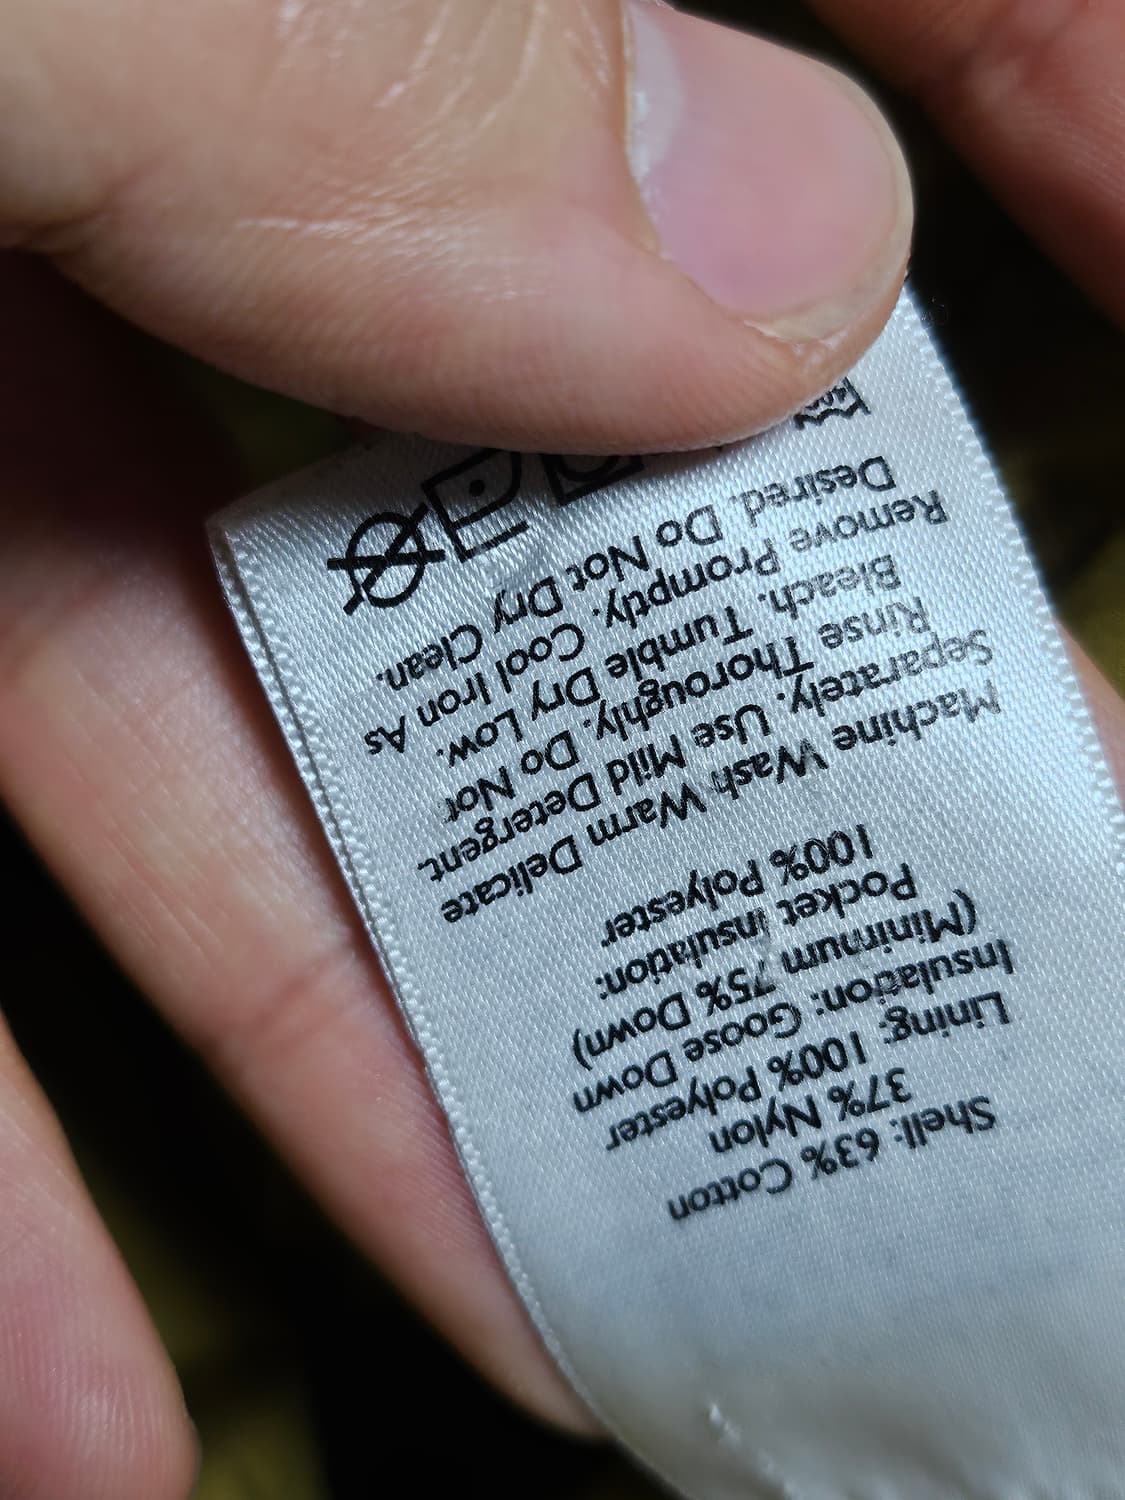 Shell: 63% Cotton
37% Nylon
Lining: 100% Polyester
Insulation: Goose Down
(Minimum 75% Down)
Pocket Insulation:
100% Polyester
Machine Wash Warm Delicate
Separately. Use Mild Detergent.
Rinse Thoroughly. Do Not
Bleach. Tumble Dry Low.
Remove Promptly. Cool Iron As
Desired. Do Not Dry Clean.